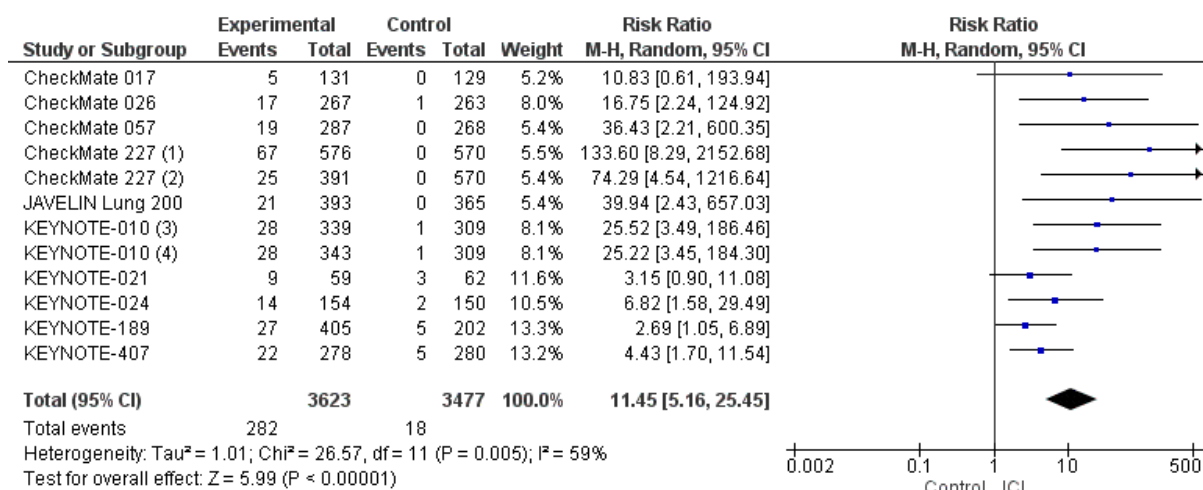 Experimental Control Risk Ratio Risk Ratio
Study or Subgroup Events Total Events Total Weight M-H, Random, 95% CI M-H, Random, 95% CI
CheckMate 017 5 131 0 129 5.2% 10.83 [0.61, 193.94]
CheckMate 026 17 267 1 263 8.0% 16.75 [2.24, 124.92]
CheckMate 057 19 287 0 268 5.4% 36.43 [2.21, 600.35]
CheckMate 227 (1) 67 576 0 570 5.5% 133.60 [8.29, 2152.68]
CheckMate 227 (2) 25 391 0 570 5.4% 74.29 [4.54, 1216.64]
JAVELIN Lung 200 21 393 0 365 5.4% 39.94 [2.43, 657.03]
KEYNOTE-010 (3) 28 339 1 309 8.1% 25.52 [3.49, 186.46]
KEYNOTE-010 (4) 28 343 1 309 8.1% 25.22 [3.45, 184.30]
KEYNOTE-021 9 59 3 62 11.6% 3.15 [0.90, 11.08]
KEYNOTE-024 14 154 2 150 10.5% 6.82 [1.58, 29.49]
KEYNOTE-189 27 405 5 202 13.3% 2.69 [1.05, 6.89]
KEYNOTE-407 22 278 5 280 13.2% 4.43 [1.70, 11.54]
Total (95% CI) 3623 3477 100.0% 11.45 [5.16, 25.45]
Total events 282 18
Heterogeneity: Tau² = 1.01; Chi² = 26.57, df = 11 (P = 0.005); I² = 59%
Test for overall effect: Z = 5.99 (P < 0.00001)
0.002 0.1 1 10 500
Control ICI